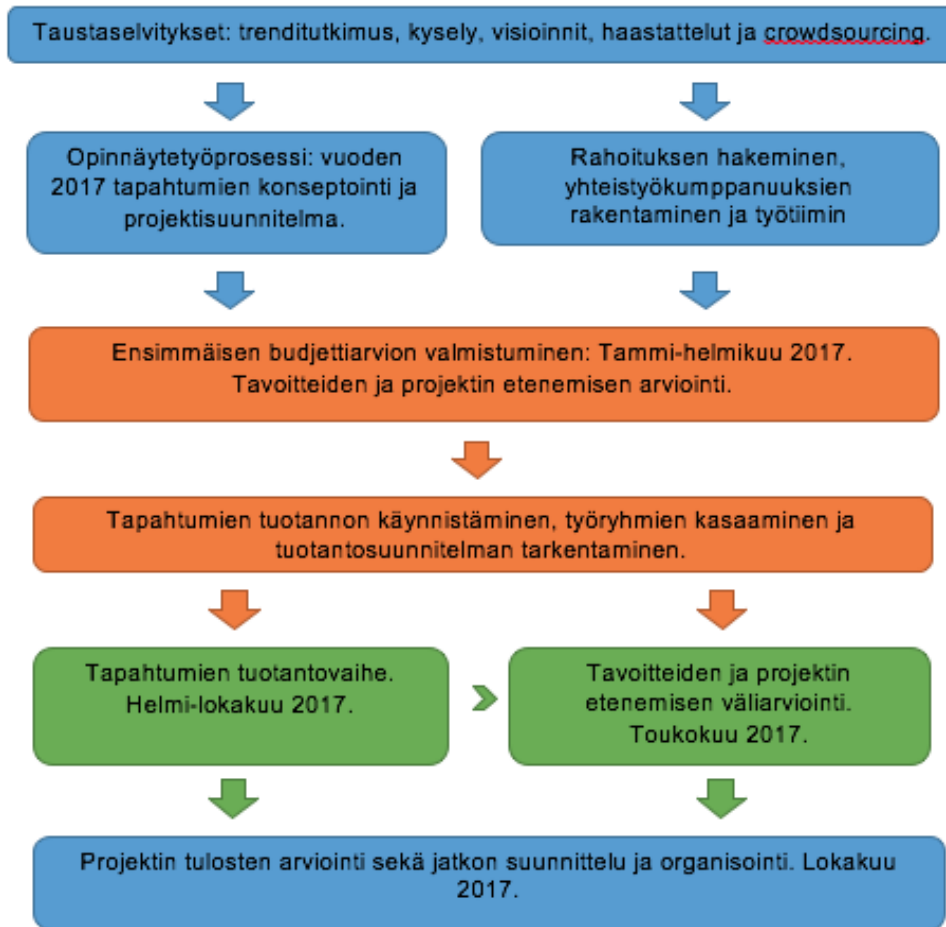 Taustaselvitykset: trenditutkimus, kysely, visioinnit, haastattelut ja crowdsourcing.
Opinnäytetyöprosessi: vuoden
2017 tapahtumien konseptointi ja
projektisuunnitelma.
Rahoituksen hakeminen,
yhteistyökumppanuuksien
rakentaminen ja työtiimin
Ensimmäisen budjettiarvion valmistuminen: Tammi-helmikuu 2017.
Tavoitteiden ja projektin etenemisen arviointi.
Tapahtumien tuotannon käynnistäminen, työryhmien kasaaminen ja
tuotantosuunnitelman tarkentaminen.
Tapahtumien tuotantovaihe.
Helmi-lokakuu 2017.
Tavoitteiden ja projektin
etenemisen väliarviointi.
Toukokuu 2017.
Projektin tulosten arviointi sekä jatkon suunnittelu ja organisointi. Lokakuu
2017.